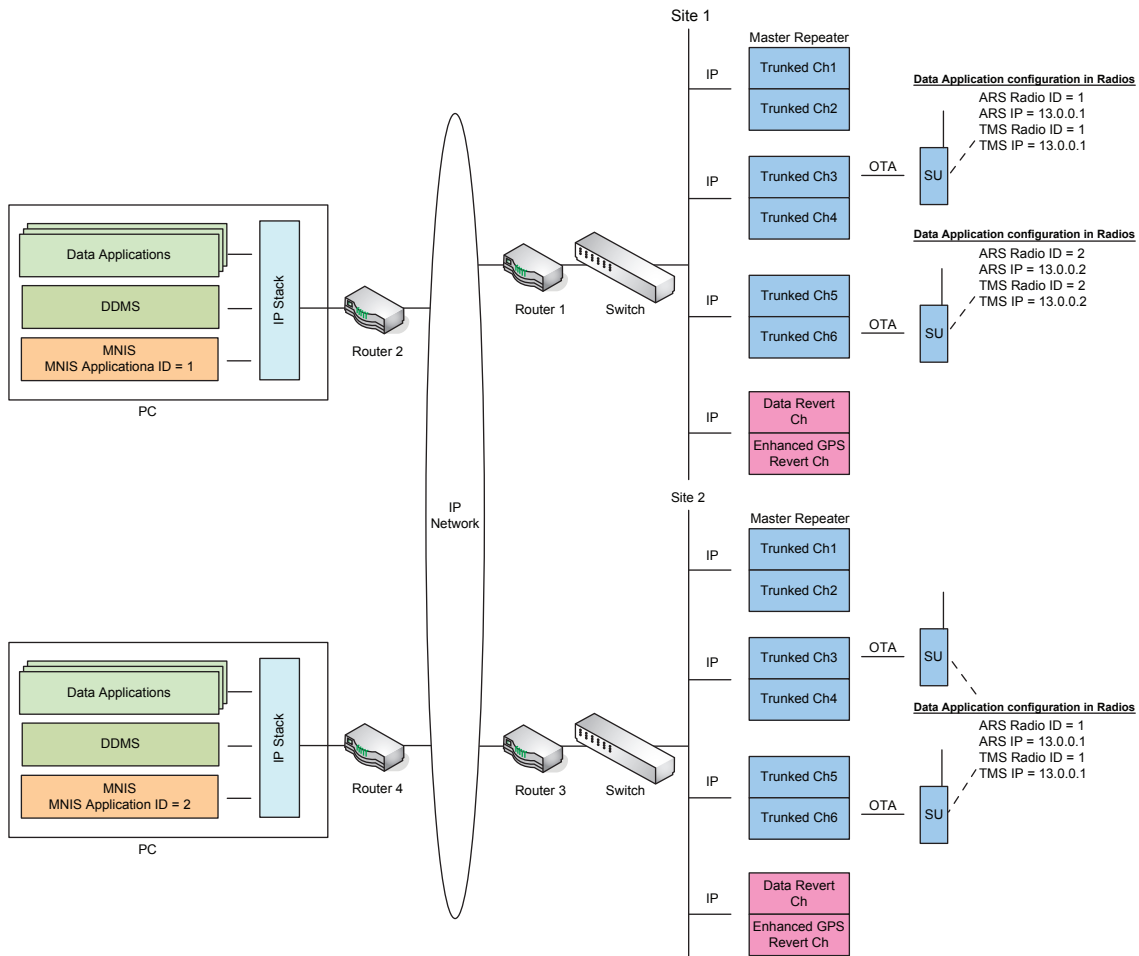 Site 1
Master Repeater
IP
Trunked Ch1
Trunked Ch2
IP
Trunked Ch3
Trunked Ch4
OTA
SU
Data Application configuration in Radios
ARS Radio ID = 1
ARS IP = 13.0.0.1
TMS Radio ID = 1
TMS IP = 13.0.0.1
IP
Trunked Ch5
Trunked Ch6
OTA
SU
Data Application configuration in Radios
ARS Radio ID = 2
ARS IP = 13.0.0.2
TMS Radio ID = 2
TMS IP = 13.0.0.2
IP
Data Revert
Ch
Enhanced GPS
Revert Ch
Data Applications
DDMS
MNIS
MNIS Applicationa ID = 1
IP Stack
PC
Router 2
Router 1
Switch
IP
Network
Site 2
Master Repeater
IP
Trunked Ch1
Trunked Ch2
IP
Trunked Ch3
Trunked Ch4
OTA
SU
Data Application configuration in Radios
ARS Radio ID = 1
ARS IP = 13.0.0.1
TMS Radio ID = 1
TMS IP = 13.0.0.1
IP
Trunked Ch5
Trunked Ch6
OTA
SU
IP
Data Revert
Ch
Enhanced GPS
Revert Ch
Data Applications
DDMS
MNIS
MNIS Application ID = 2
IP Stack
PC
Router 4
Router 3
Switch